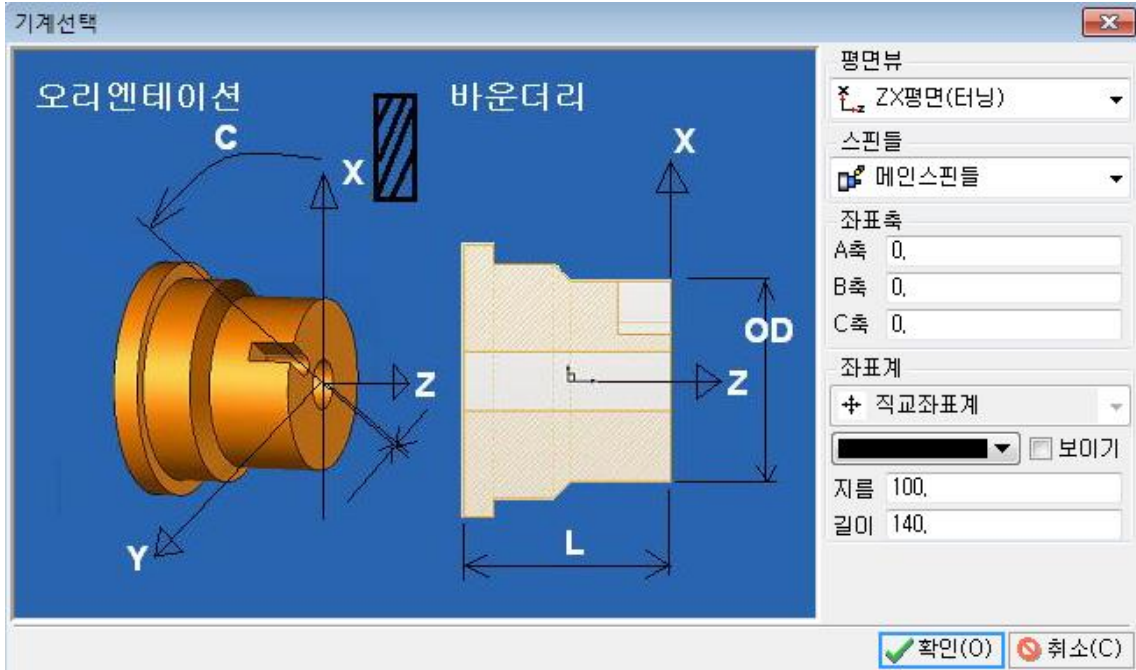 기계선택
오리엔테이션
바운더리
C
X
Z
Y
X
OD
Z
L
평면뷰
ZX평면(터닝)
스핀들
메인스핀들
좌표축
A축 0,
B축 0,
C축 0,
좌표계
직교좌표계
보이기
지름 100,
길이 140,
확인(O) 취소(C)